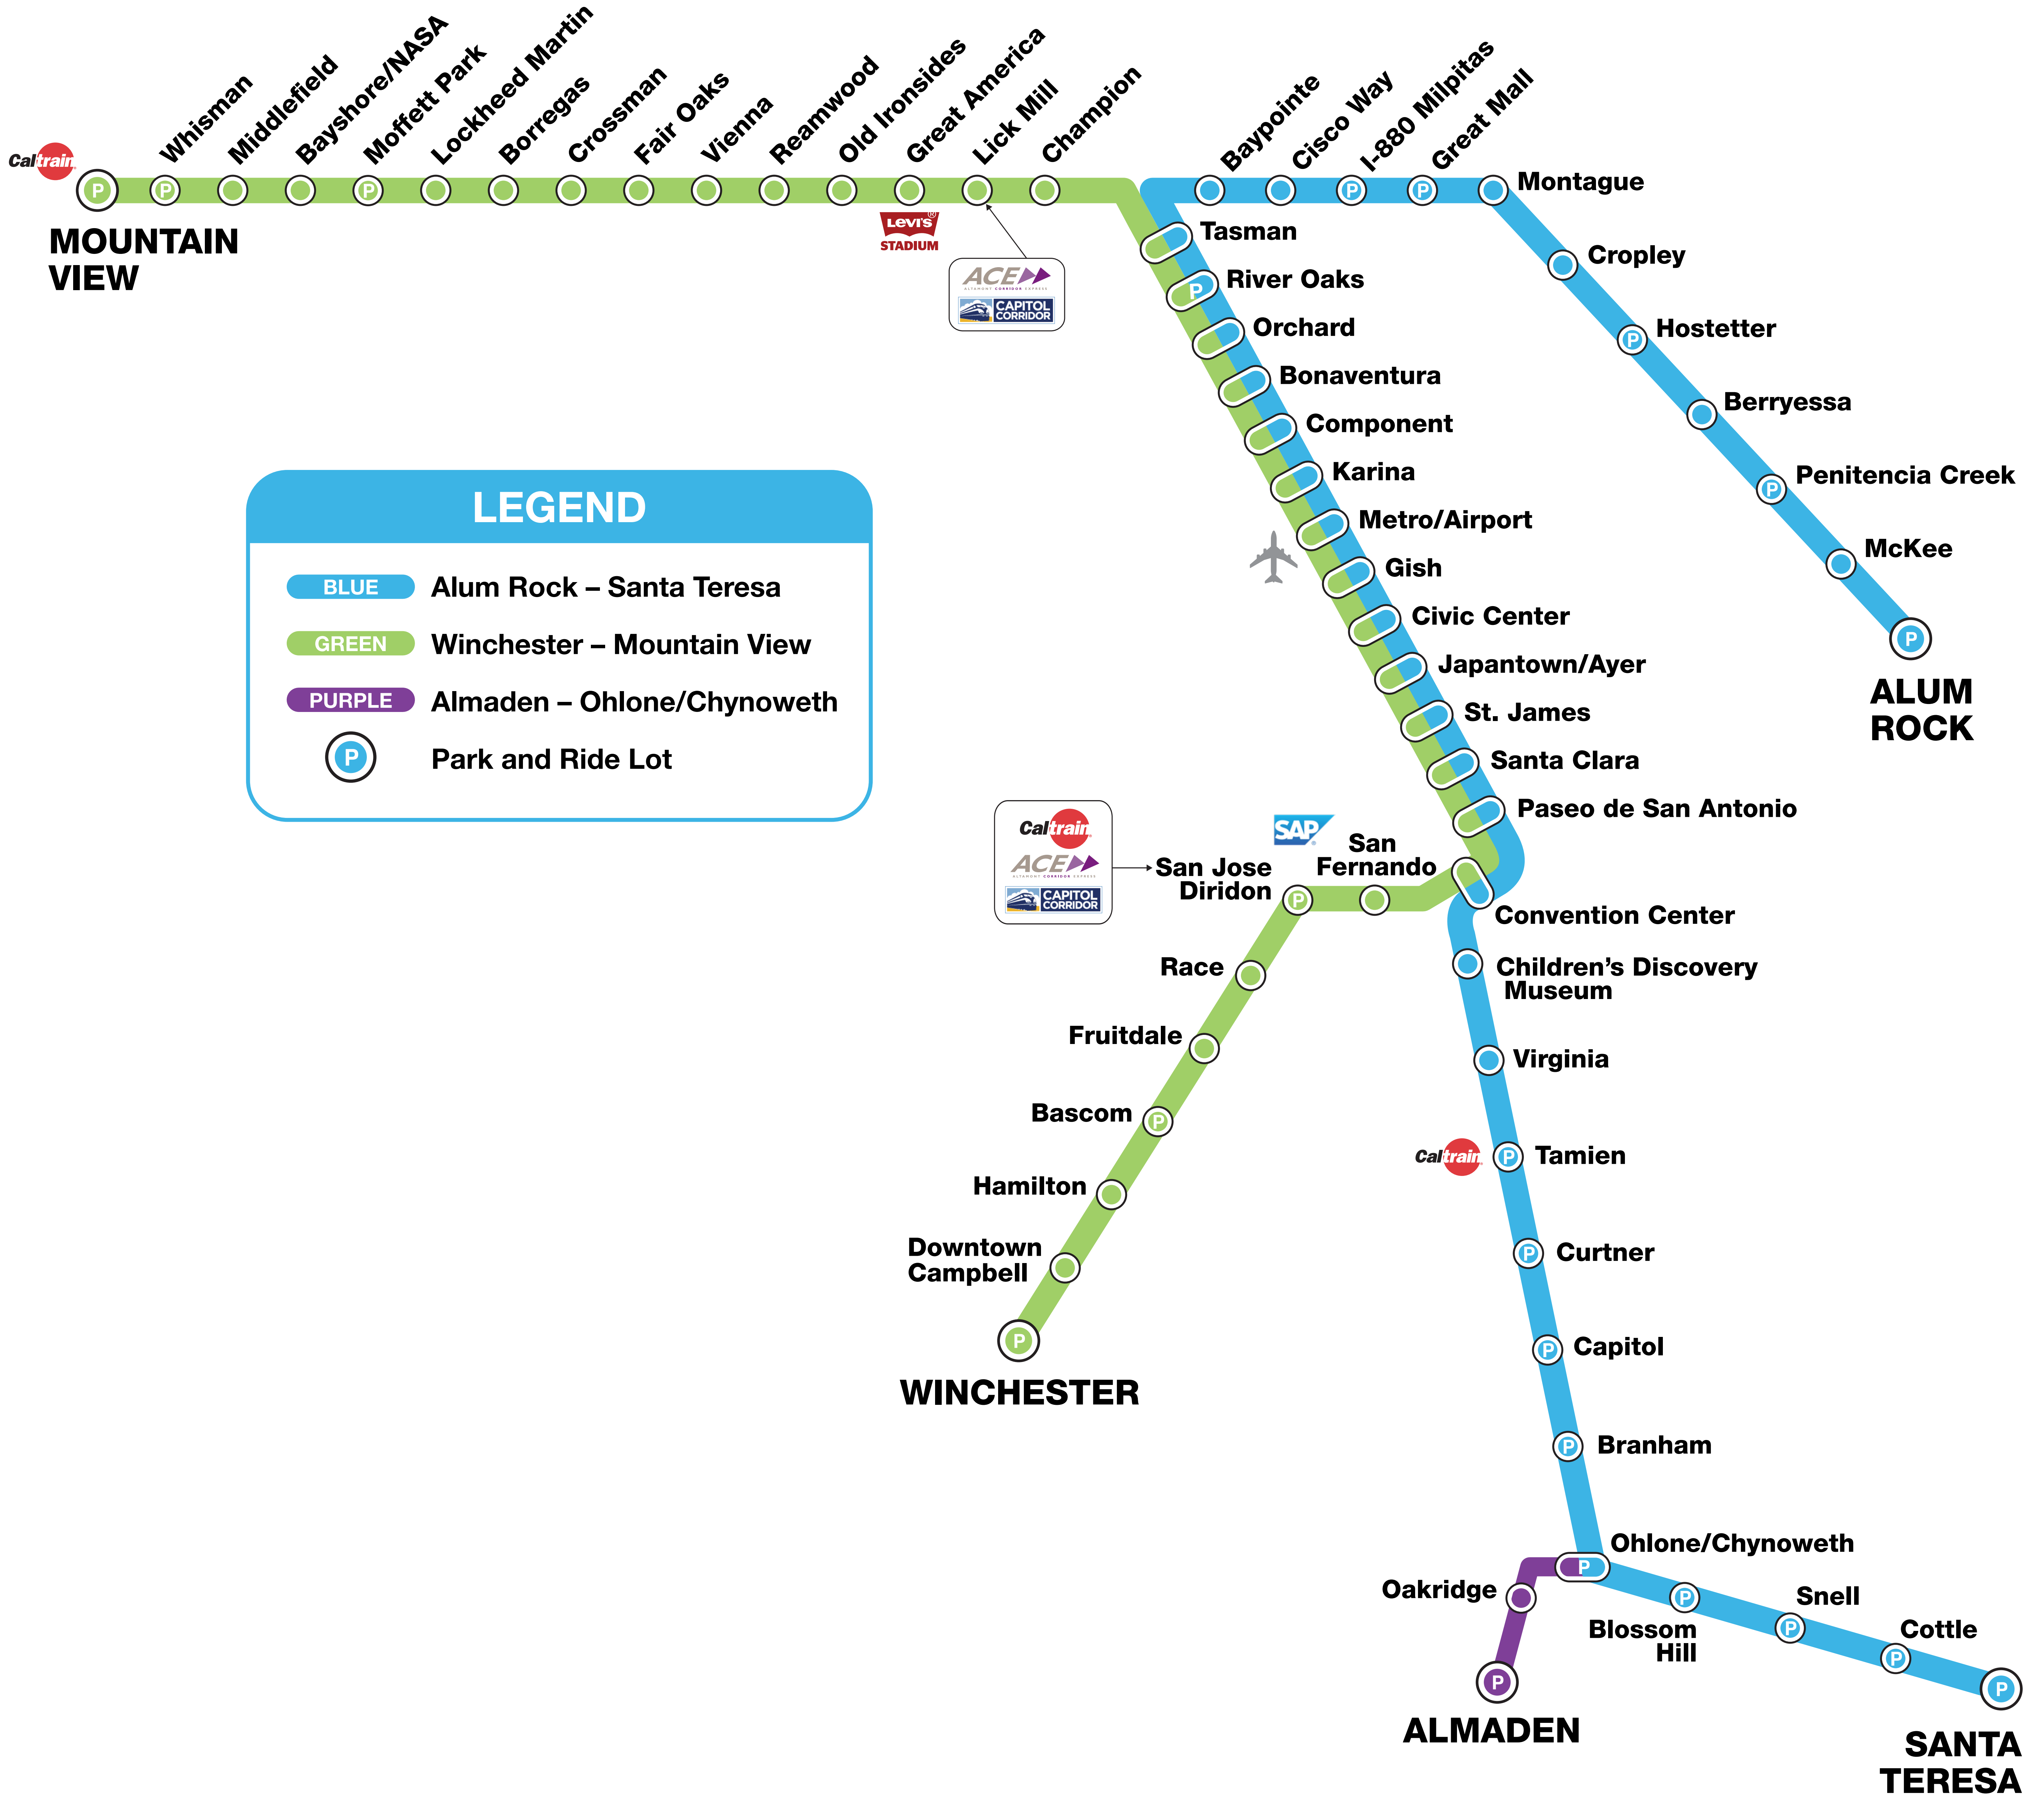 Whisman
Middlefield
Bayshore/NASA
Moffett Park
Lockheed Martin
Borregas
Crossman
Fair Oaks
Vienna
Reamwood
Old Ironsides
Great America
Lick Mill
Champion
Baypointe
Cisco Way
I-880 Milpitas
Great Mall
Montague
Caltrain
P
P
P
P
P
MOUNTAIN
VIEW
LEVI'S®
STADIUM
ACE
ALTAMONT CORRIDOR EXPRESS
CAPITOL
CORRIDOR
Tasman
River Oaks
P
Orchard
Bonaventura
Component
Karina
Metro/Airport
Gish
Civic Center
Japantown/Ayer
St. James
Santa Clara
Paseo de San Antonio
Cropley
Hostetter
P
Berryessa
Penitencia Creek
P
McKee
P
ALUM
ROCK
LEGEND
BLUE Alum Rock – Santa Teresa
GREEN Winchester – Mountain View
PURPLE Almaden – Ohlone/Chynoweth
P Park and Ride Lot
Caltrain
ACE
ALTAMONT CORRIDOR EXPRESS
CAPITOL
CORRIDOR
SAP
San Jose
Diridon
P
San
Fernando
Convention Center
Race
Fruitdale
Bascom
P
Hamilton
Downtown
Campbell
P
WINCHESTER
Children's Discovery
Museum
Virginia
Caltrain
P
Tamien
P
Curtner
P
Capitol
P
Branham
Ohlone/Chynoweth
P
Oakridge
P
ALMADEN
P
Blossom
Hill
Snell
P
Cottle
P
P
SANTA
TERESA